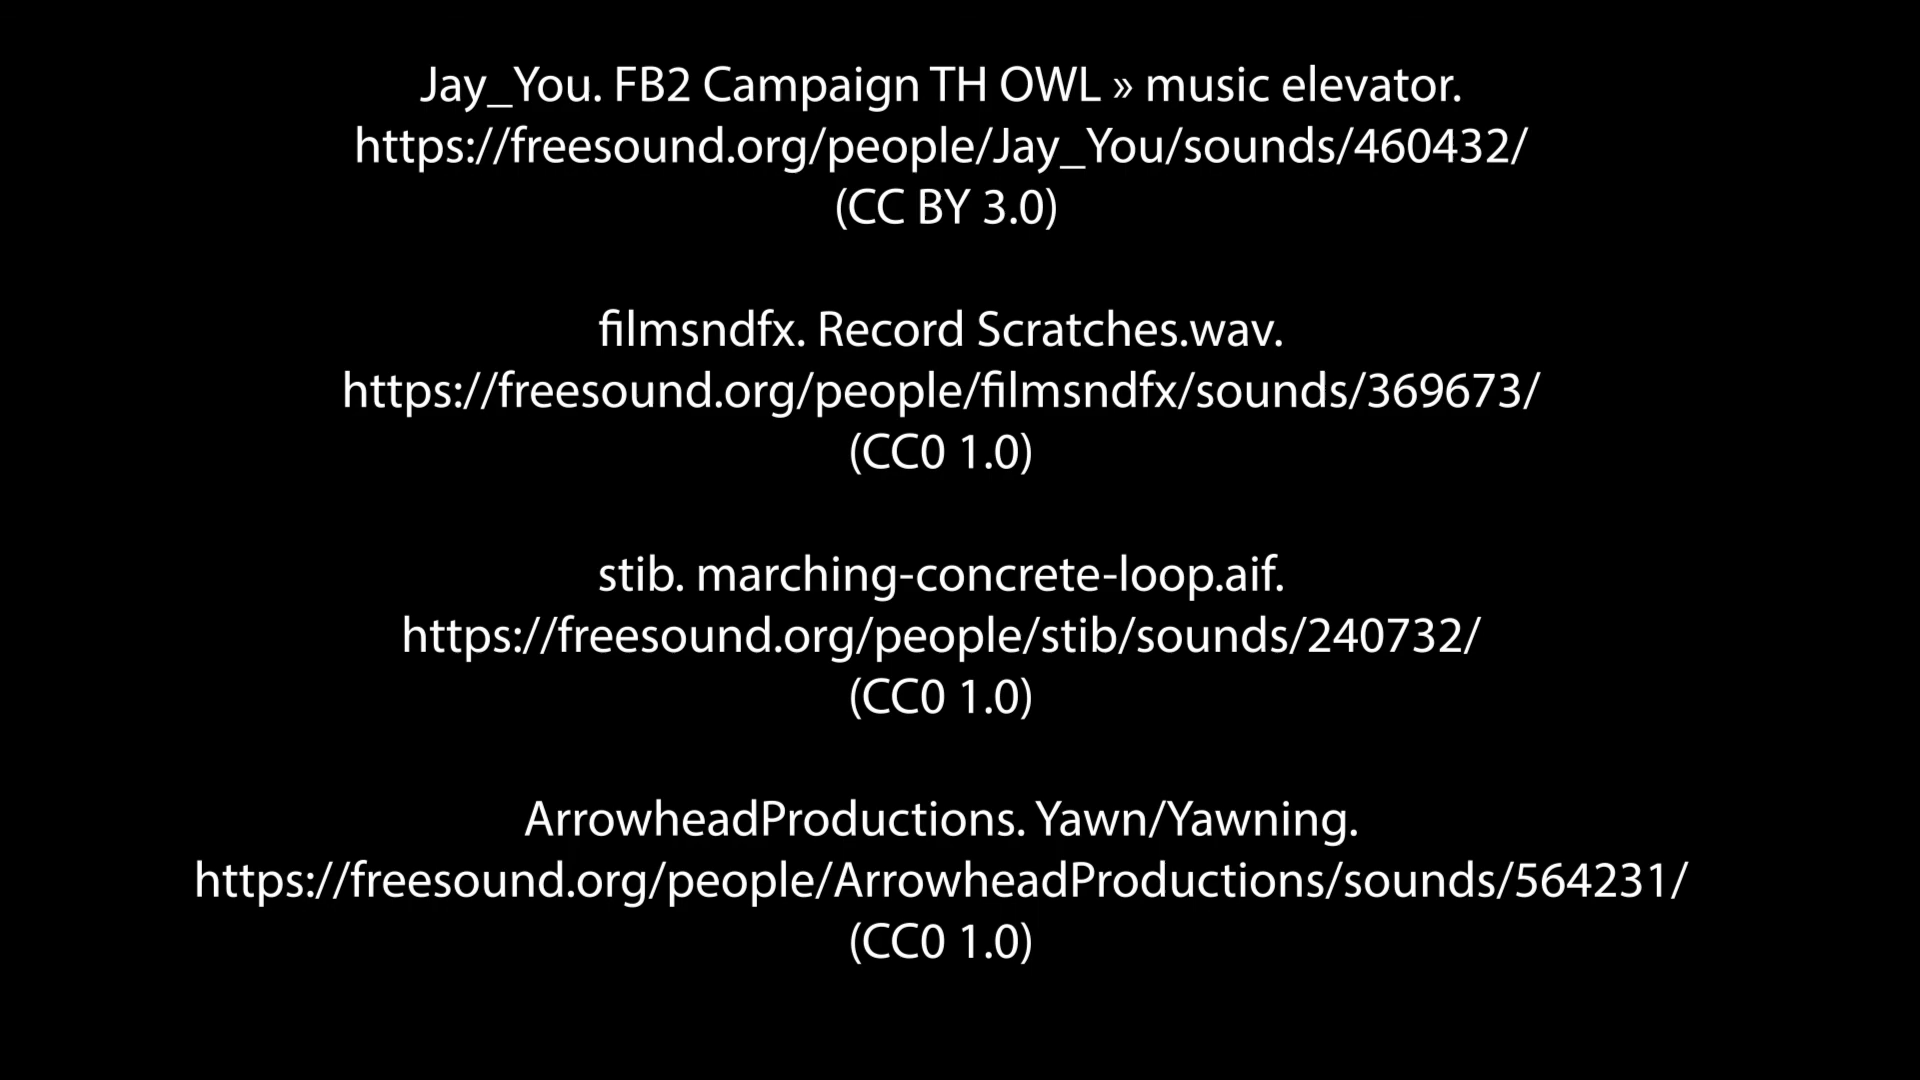 Jay_You. FB2 Campaign TH OWL » music elevator.
https://freesound.org/people/Jay_You/sounds/460432/
(CC BY 3.0)
filmsndfx. Record Scratches.wav.
https://freesound.org/people/filmsndfx/sounds/369673/
(CC0 1.0)
stib. marching-concrete-loop.aif.
https://freesound.org/people/stib/sounds/240732/
(CC0 1.0)
ArrowheadProductions. Yawn/Yawning.
https://freesound.org/people/ArrowheadProductions/sounds/564231/
(CC0 1.0)